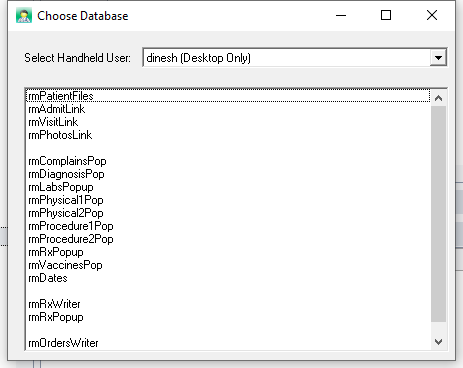 Choose Database
Select Handheld User: dinesh (Desktop Only)
rmPatientFiles
rmAdmitLink
rmVisitLink
rmPhotosLink
rmComplainsPop
rmDiagnosisPop
rmLabsPopup
rmPhysical1Pop
rmPhysical2Pop
rmProcedure1Pop
rmProcedure2Pop
rmRxPopup
rmVaccinesPop
rmDates
rmRxWriter
rmRxPopup
rmOrdersWriter